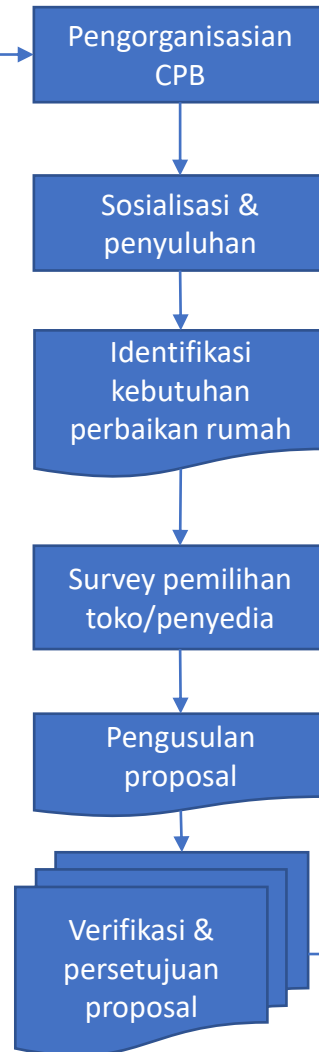 Pengorganisasian
CPB
Sosialisasi &
penyuluhan
Identifikasi
kebutuhan
perbaikan rumah
Survey pemilihan
toko/penyedia
Pengusulan
proposal
Verifikasi &
persetujuan
proposal